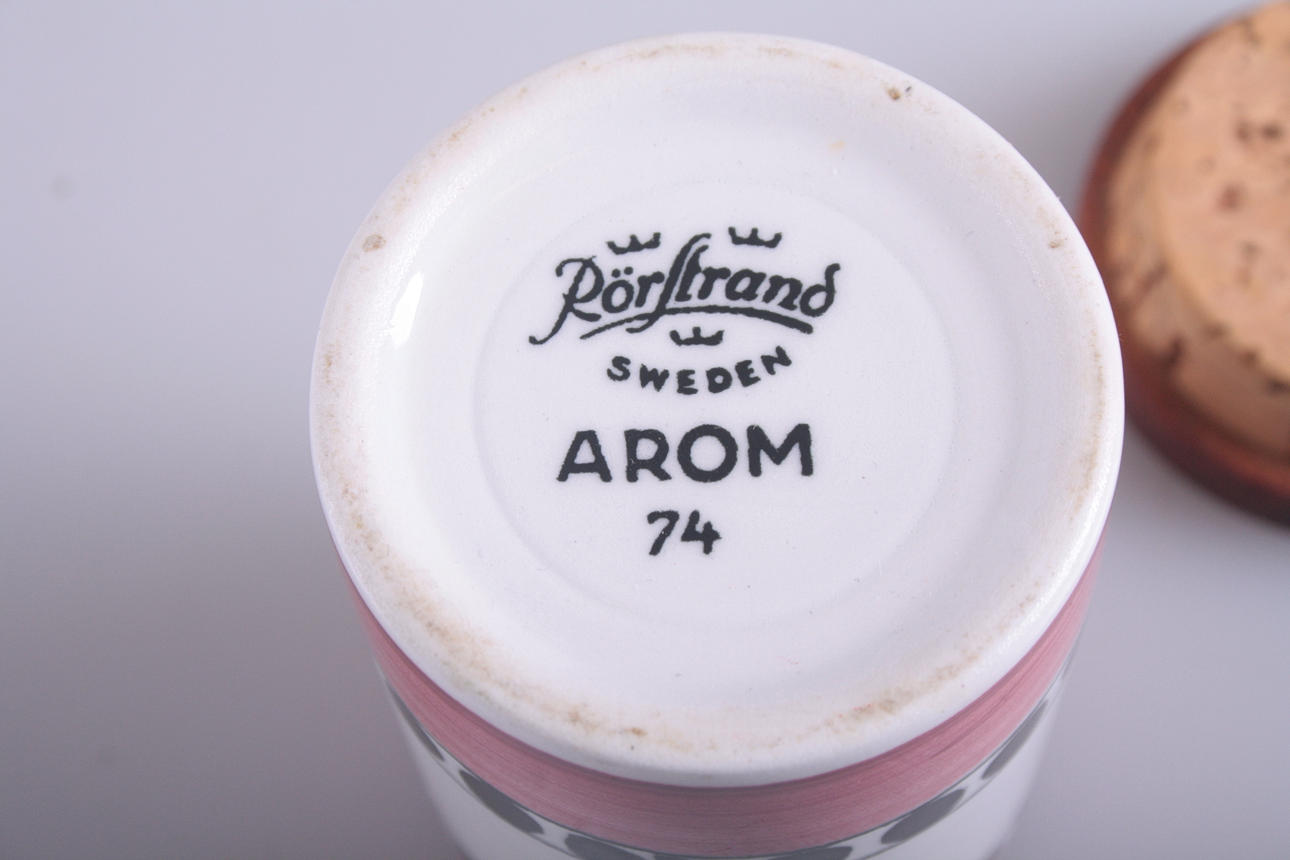 Rörstrand
SWEDEN
AROM
74